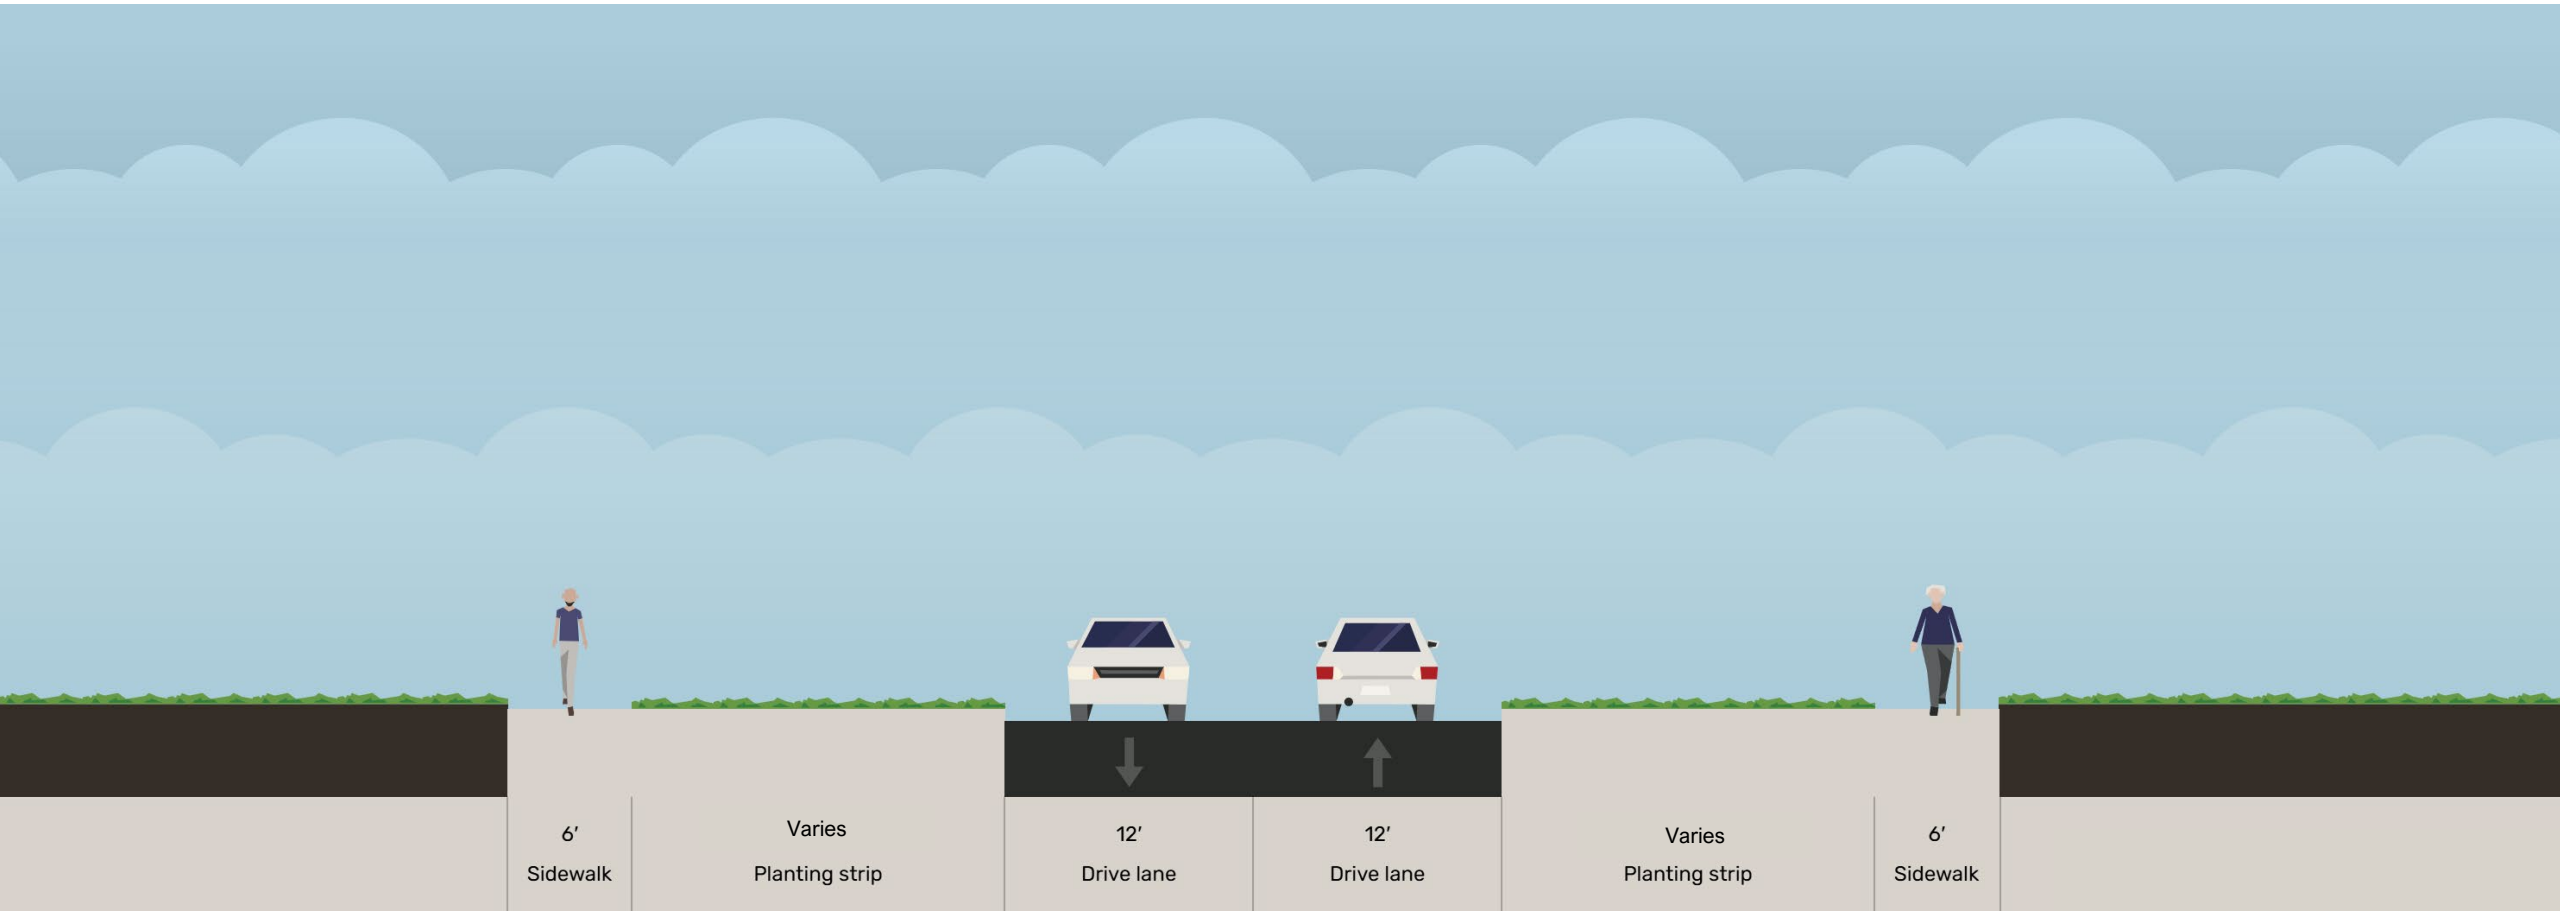 6′
Sidewalk
Varies
Planting strip
12′
Drive lane
12′
Drive lane
Varies
Planting strip
6′
Sidewalk